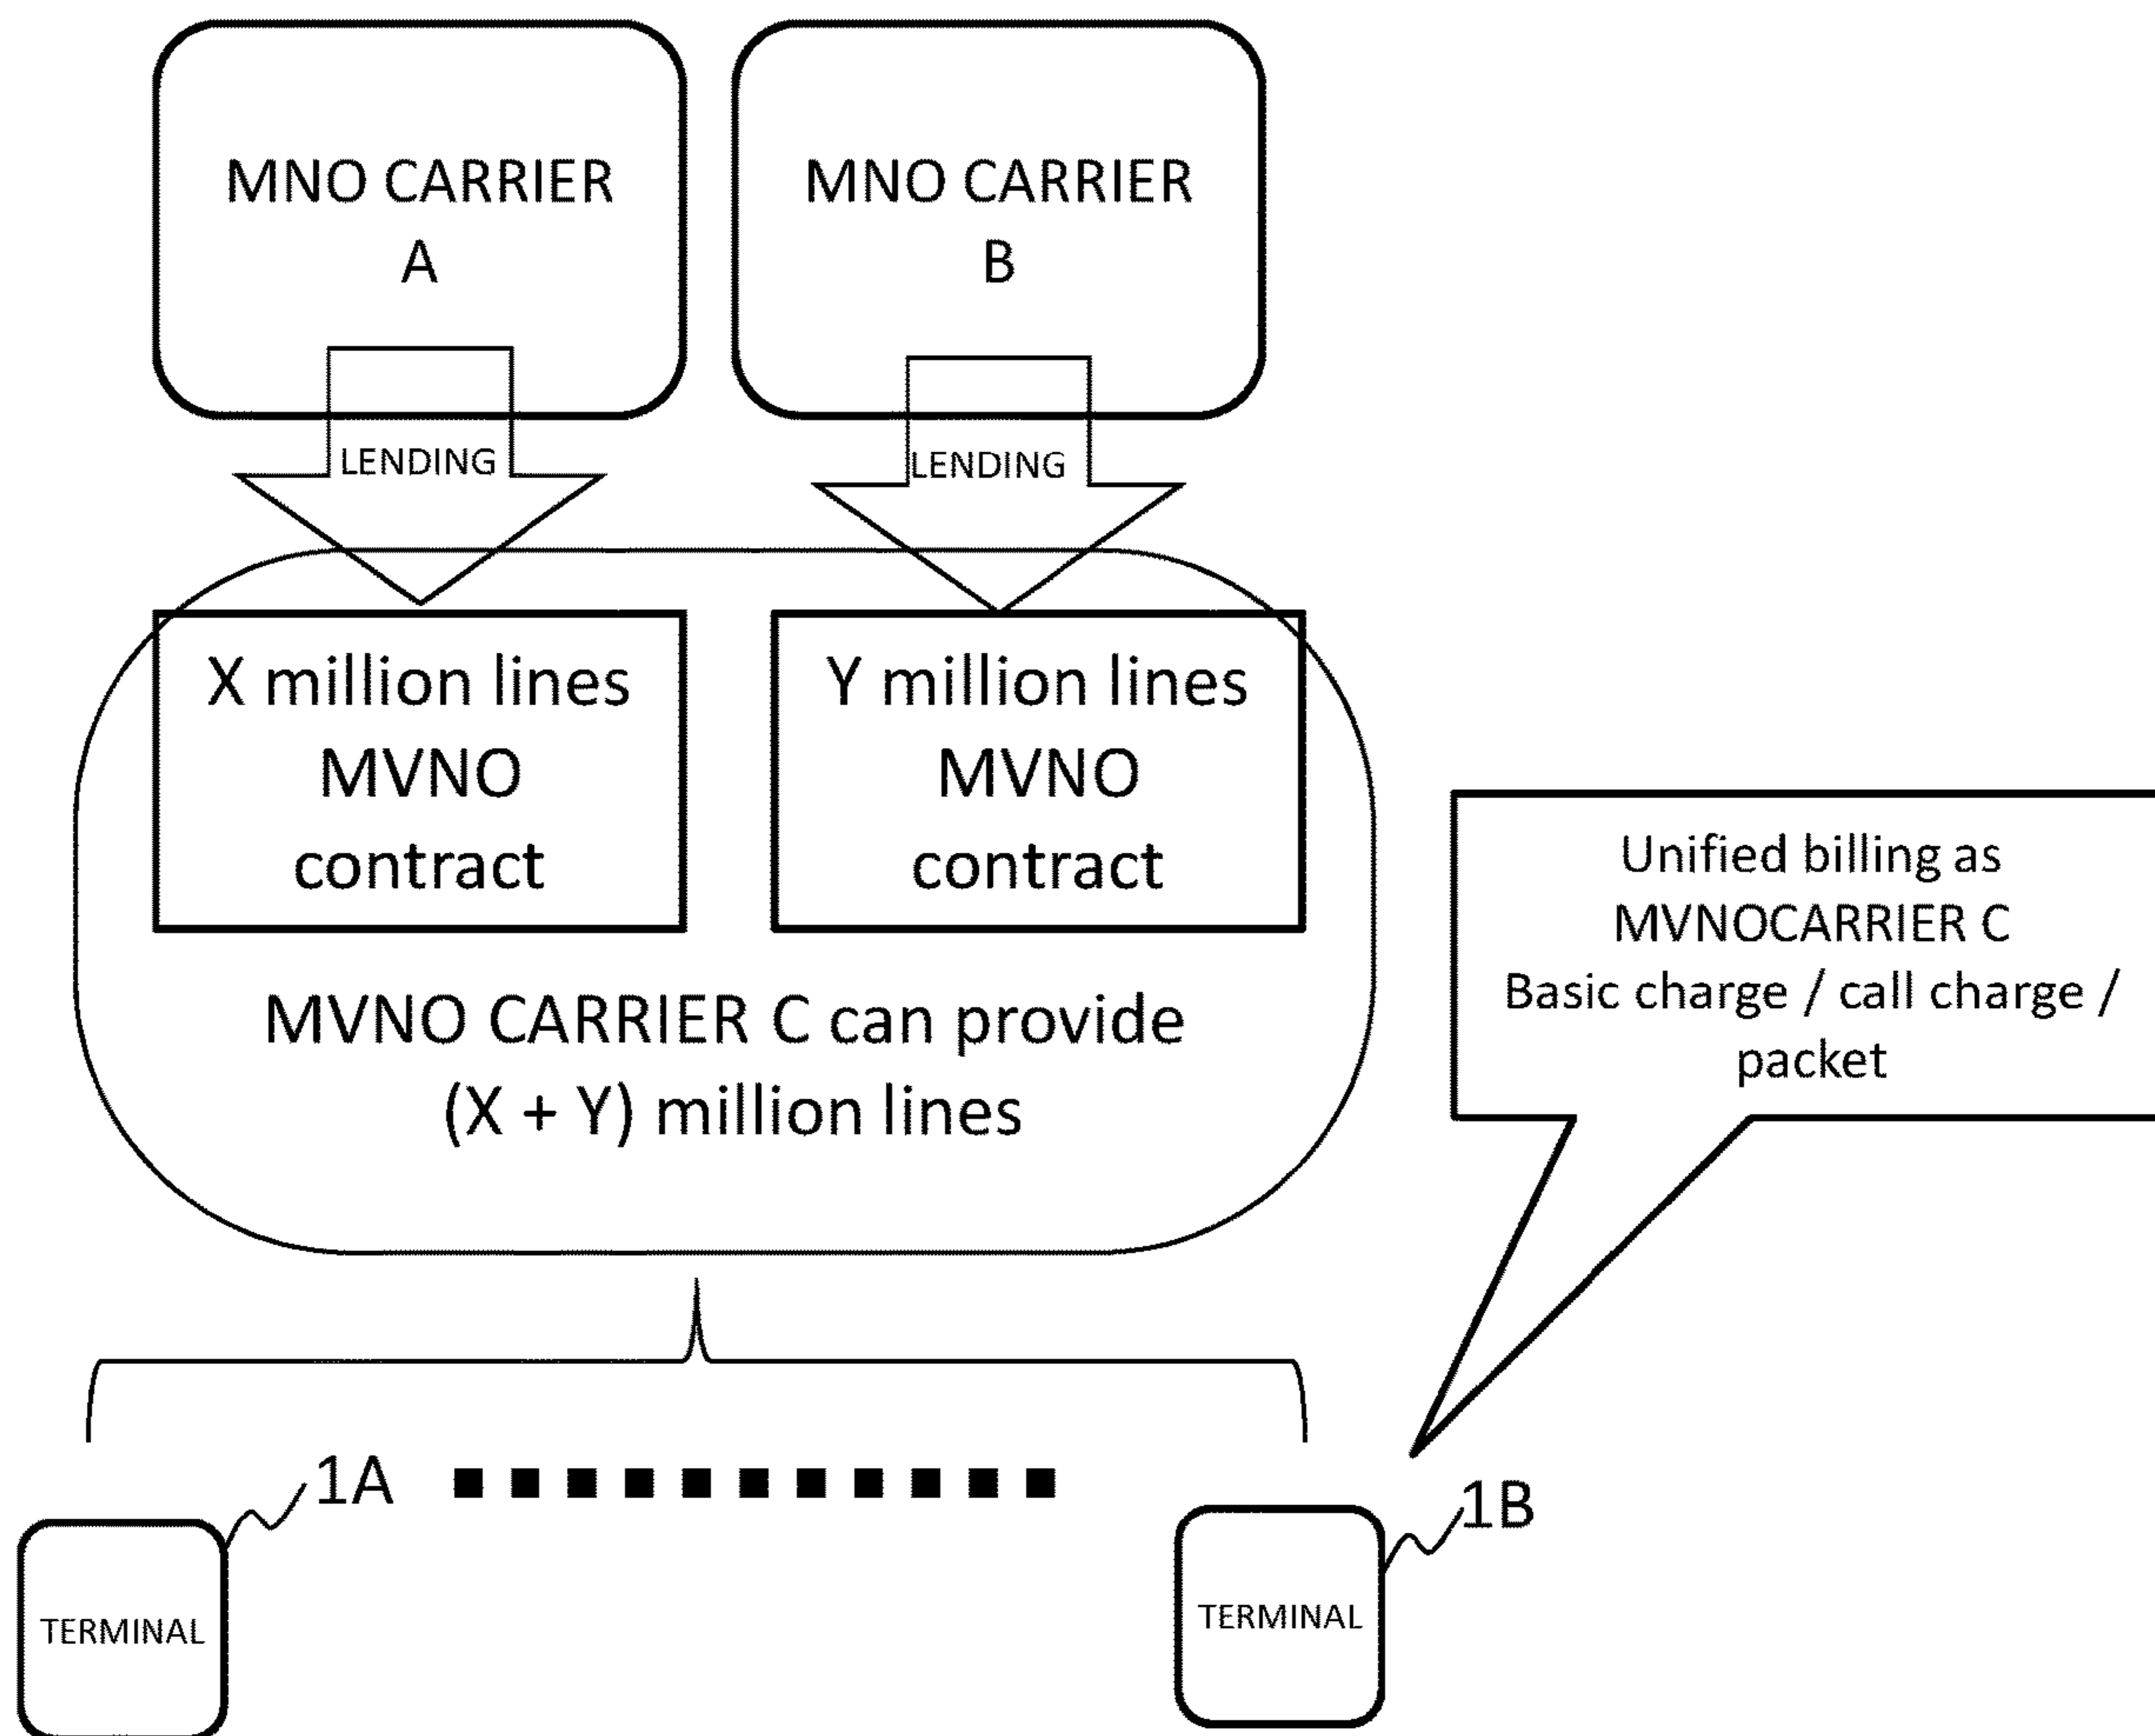 MNO CARRIER
A
MNO CARRIER
B
LENDING
LENDING
X million lines
MVNO
contract
Y million lines
MVNO
contract
MVNO CARRIER C can provide
(X + Y) million lines
Unified billing as
MVNOCARRIER C
Basic charge / call charge /
packet
1A
1B
TERMINAL
TERMINAL